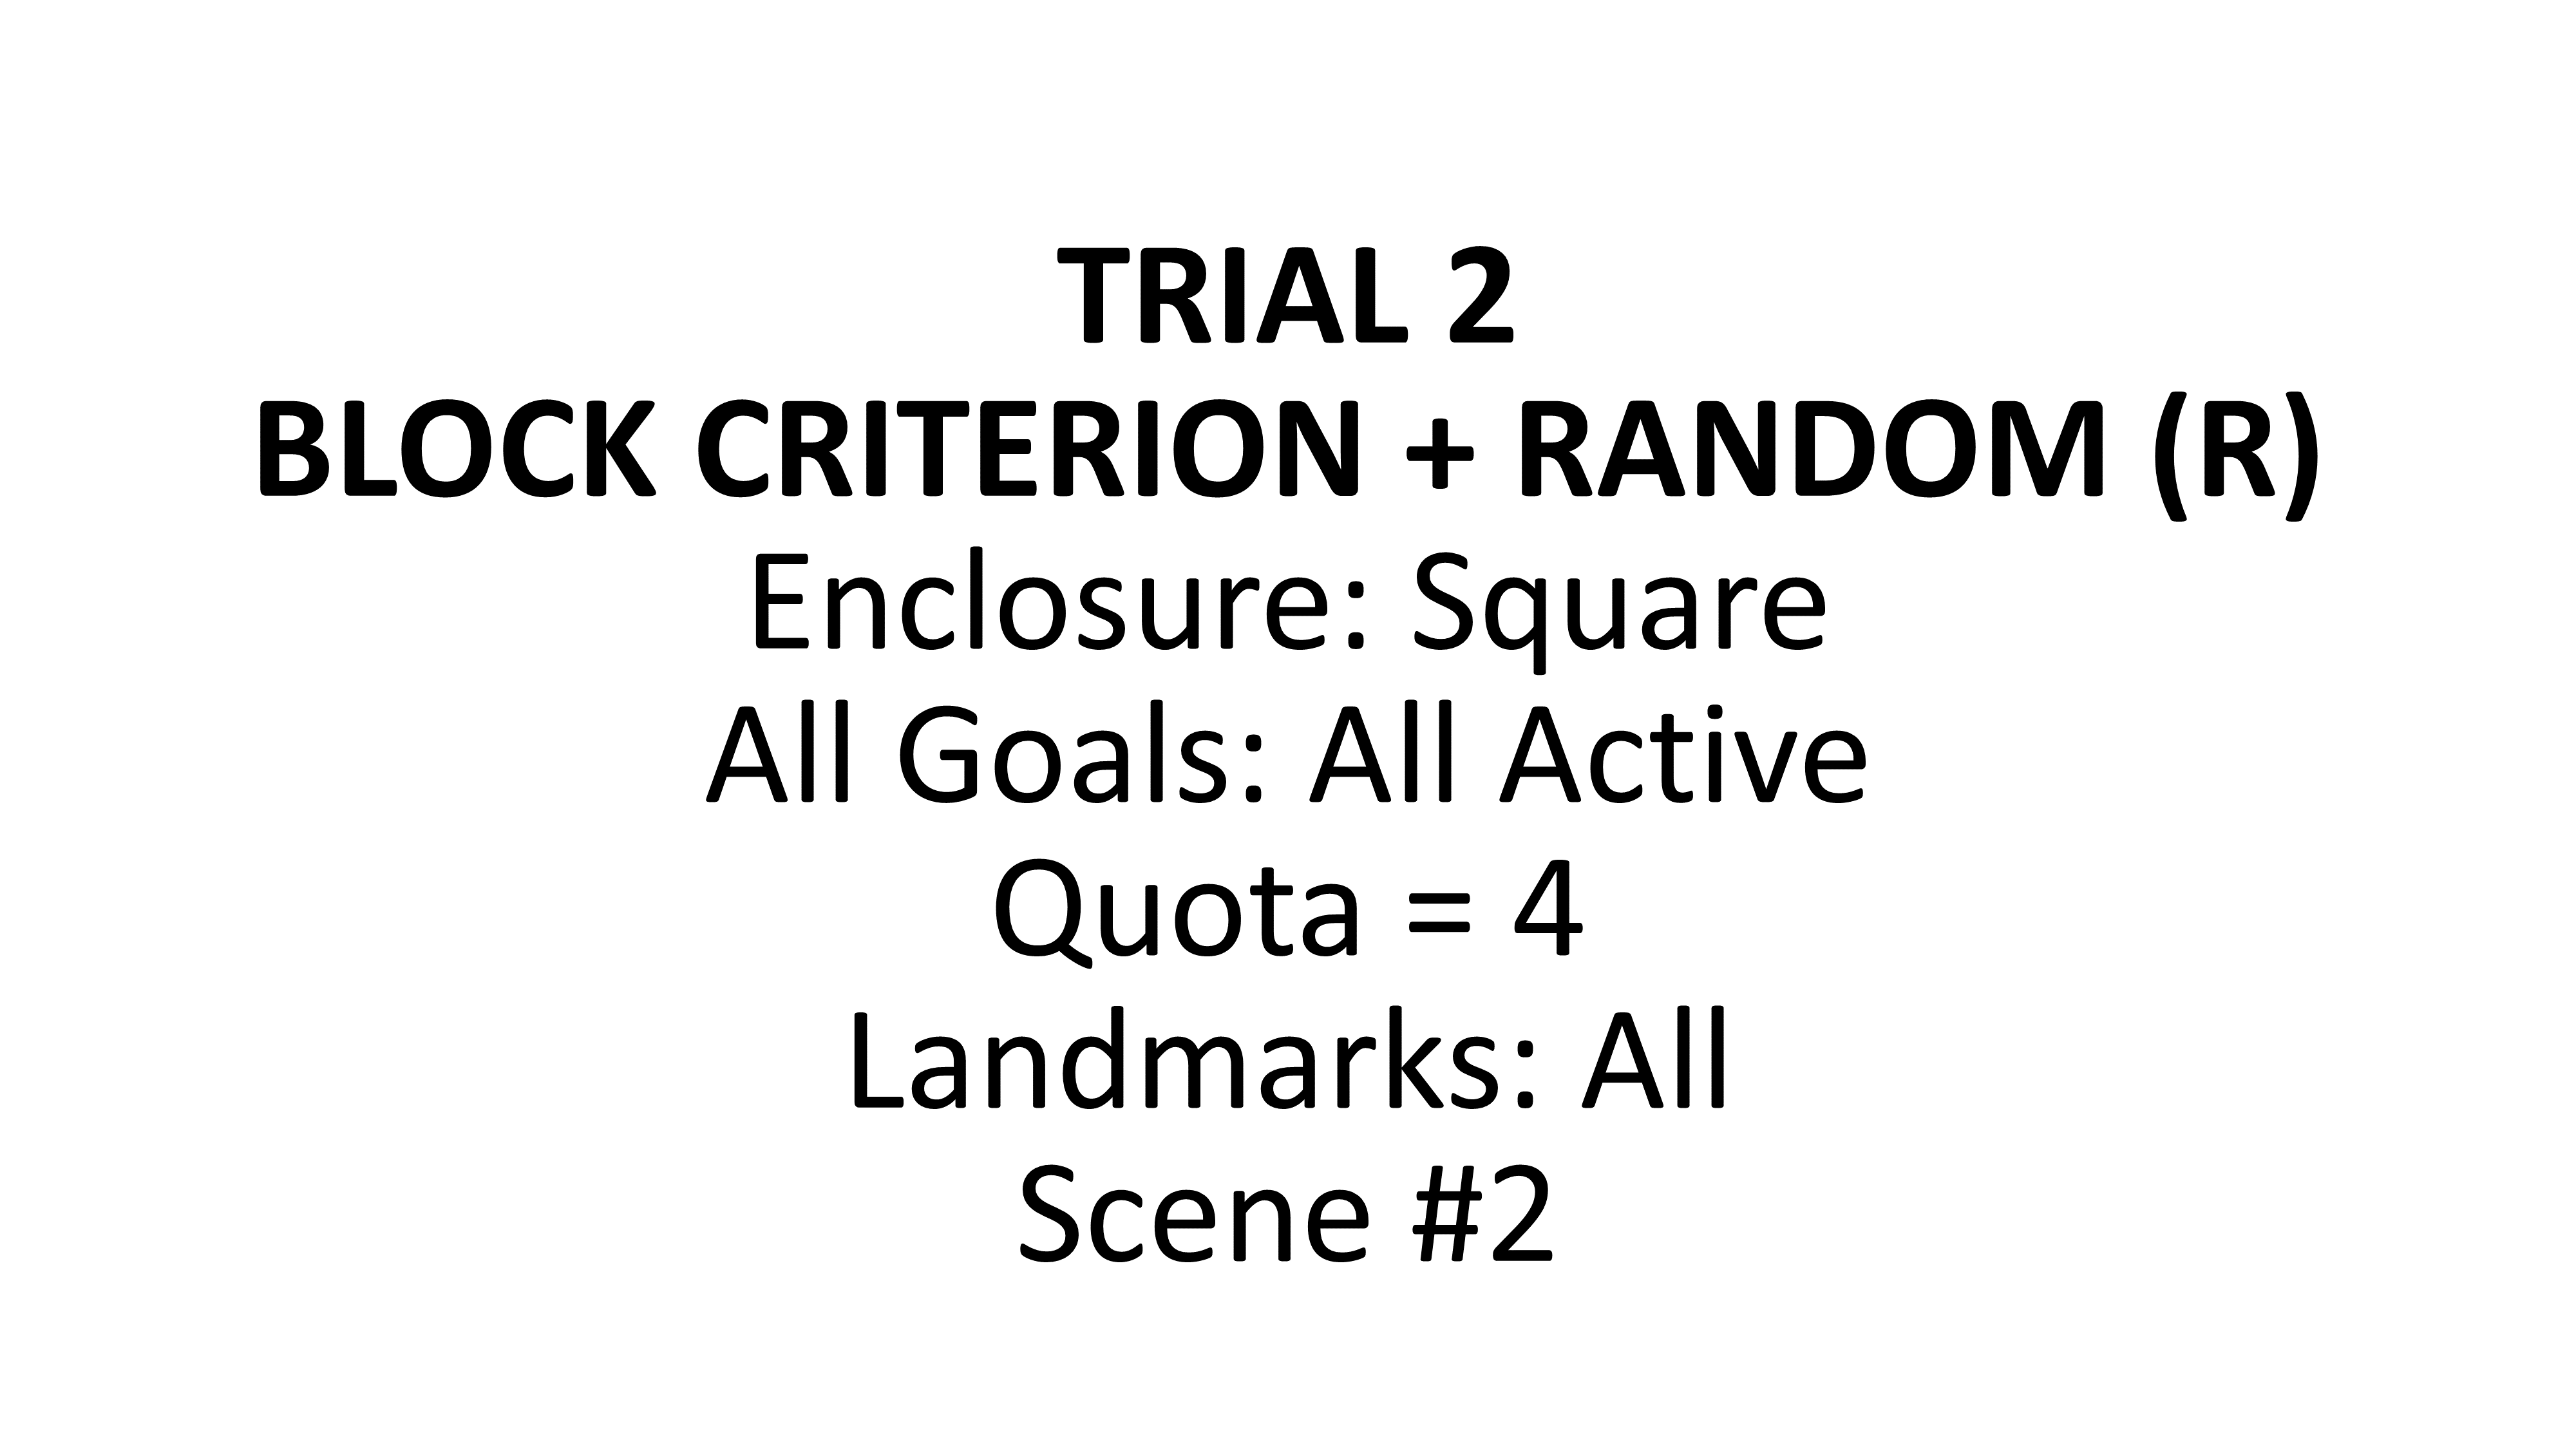 TRIAL 2
BLOCK CRITERION + RANDOM (R)
Enclosure: Square
All Goals: All Active
Quota = 4
Landmarks: All
Scene #2